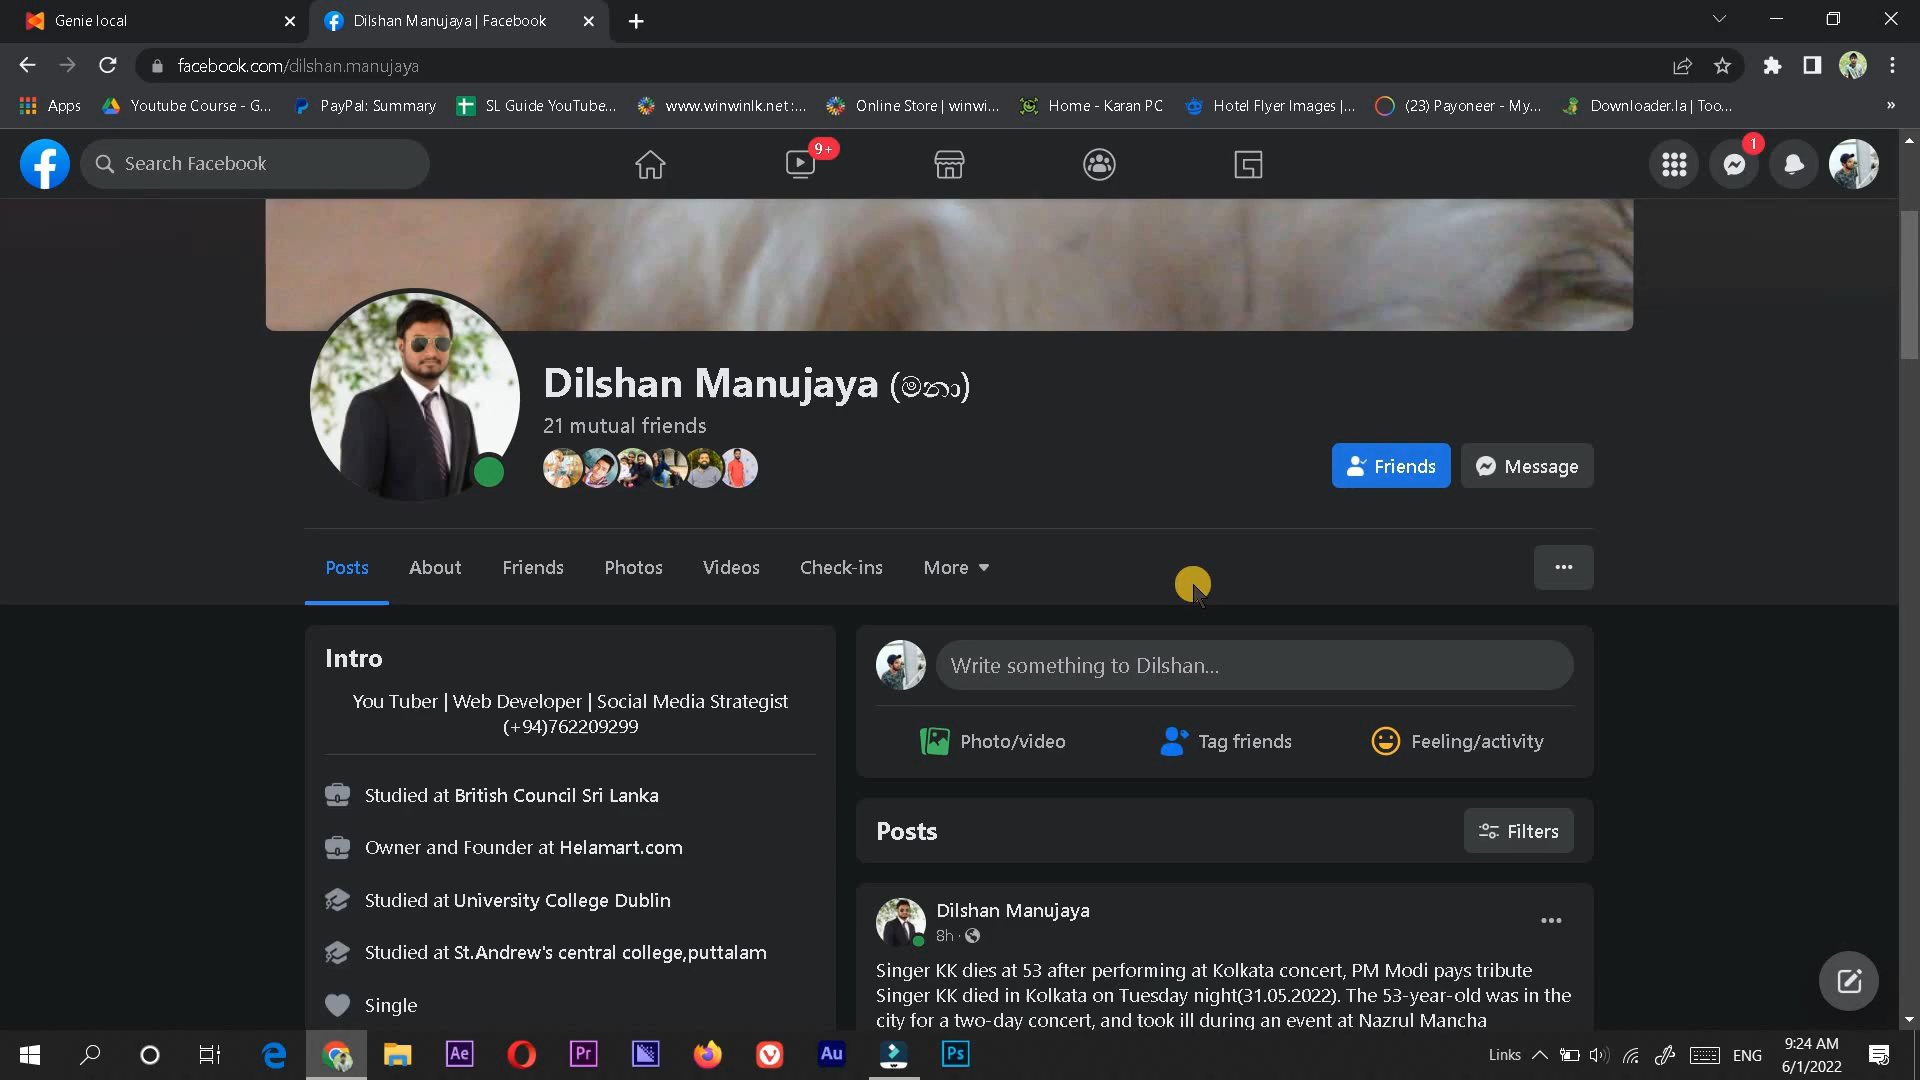 Genie local
Dilshan Manujaya | Facebook
facebook.com/dilshan.manujaya
Apps
Youtube Course - G...
PayPal: Summary
SL Guide YouTube...
www.winwinlk.net :...
Online Store | winwi...
Home - Karan PC
Hotel Flyer Images |...
(23) Payoneer - My...
Downloader.la | Too...
»
Search Facebook
9+
1
Dilshan Manujaya (මනා)
21 mutual friends
Friends
Message
Posts
About
Friends
Photos
Videos
Check-ins
More
Intro
You Tuber | Web Developer | Social Media Strategist
(+94)762209299
Studied at British Council Sri Lanka
Owner and Founder at Helamart.com
Studied at University College Dublin
Studied at St.Andrew's central college,puttalam
Single
Write something to Dilshan...
Photo/video
Tag friends
Feeling/activity
Posts
Filters
Dilshan Manujaya
8h ·
Singer KK dies at 53 after performing at Kolkata concert, PM Modi pays tribute
Singer KK died in Kolkata on Tuesday night(31.05.2022). The 53-year-old was in the
city for a two-day concert, and took ill during an event at Nazrul Mancha
Ae
Pr
Au
Ps
Links
ENG
9:24 AM
6/1/2022